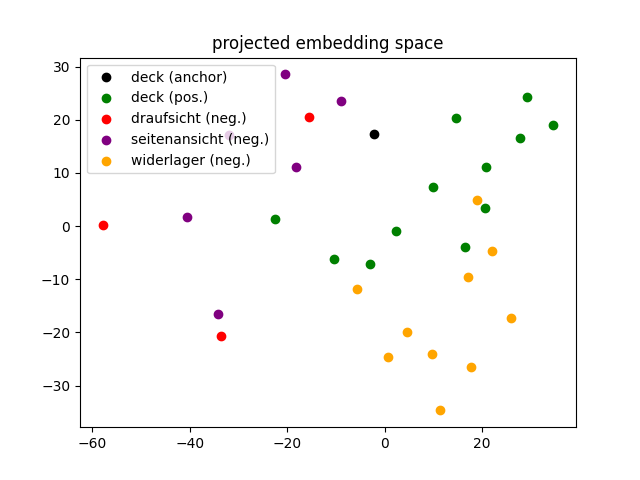 projected embedding space
deck (anchor)
deck (pos.)
draufsicht (neg.)
seitenansicht (neg.)
widerlager (neg.)
30
20
10
0
−10
−20
−30
−60
−40
−20
0
20